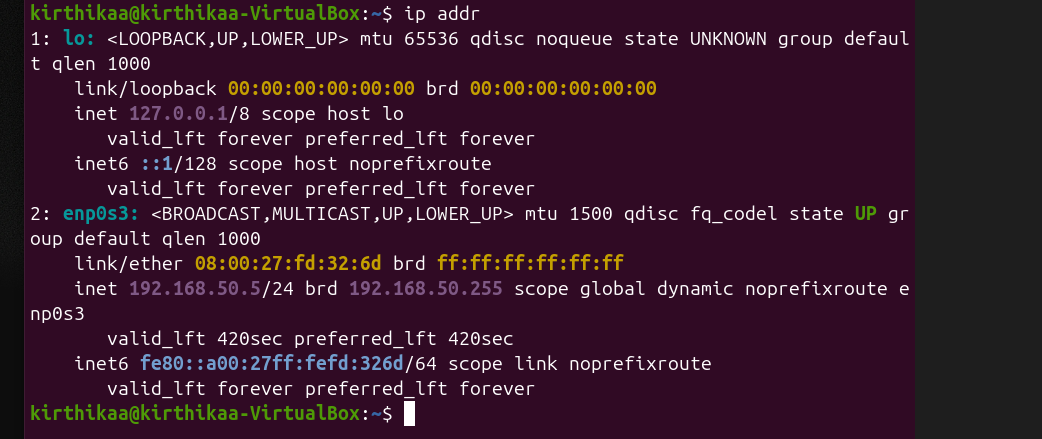 kirthikaa@kirthikaa-VirtualBox:~$ ip addr
1: lo: <LOOPBACK,UP,LOWER_UP> mtu 65536 qdisc noqueue state UNKNOWN group defaul
t qlen 1000
    link/loopback 00:00:00:00:00:00 brd 00:00:00:00:00:00
    inet 127.0.0.1/8 scope host lo
       valid_lft forever preferred_lft forever
    inet6 ::1/128 scope host noprefixroute
       valid_lft forever preferred_lft forever
2: enp0s3: <BROADCAST,MULTICAST,UP,LOWER_UP> mtu 1500 qdisc fq_codel state UP gr
oup default qlen 1000
    link/ether 08:00:27:fd:32:6d brd ff:ff:ff:ff:ff:ff
    inet 192.168.50.5/24 brd 192.168.50.255 scope global dynamic noprefixroute e
np0s3
       valid_lft 420sec preferred_lft 420sec
    inet6 fe80::a00:27ff:fefd:326d/64 scope link noprefixroute
       valid_lft forever preferred_lft forever
kirthikaa@kirthikaa-VirtualBox:~$